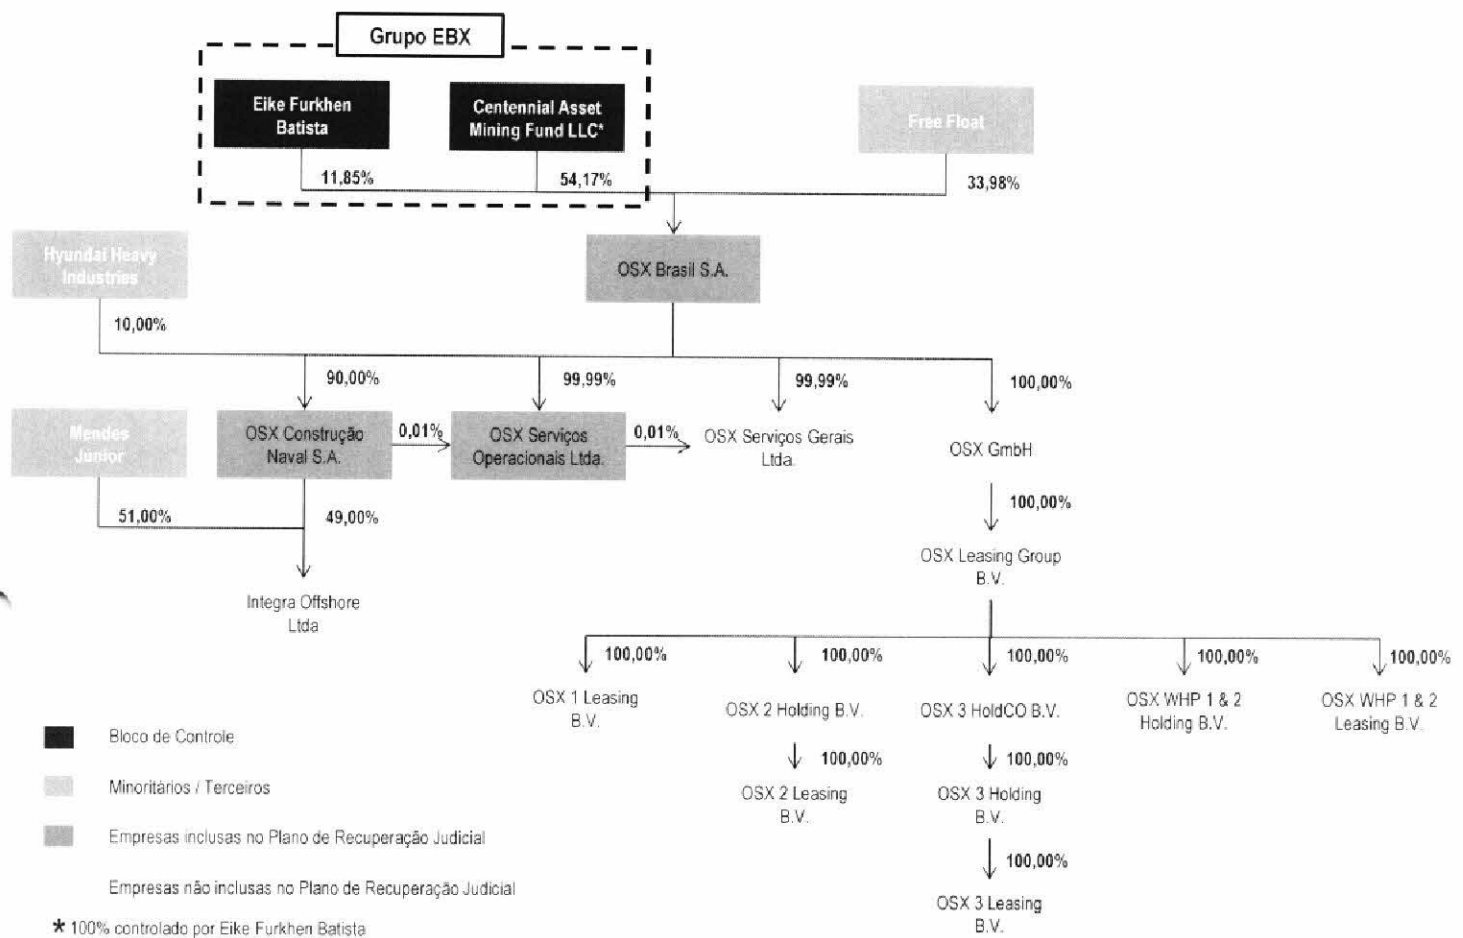 Grupo EBX
Eike Furkhen
Batista
Centennial Asset
Mining Fund LLC*
Free Float
11,85%
54,17%
33,98%
Hyundai Heavy
Industries
OSX Brasil S.A.
10,00%
90,00%
99,99%
99,99%
100,00%
Mendes
Júnior
OSX Construção
Naval S.A.
0,01%
OSX Serviços
Operacionais Ltda.
0,01%
OSX Serviços Gerais
Ltda.
OSX GmbH
51,00%
49,00%
100,00%
OSX Leasing Group
B.V.
Integra Offshore
Ltda
100,00%
100,00%
100,00%
100,00%
100,00%
OSX 1 Leasing
B.V.
OSX 2 Holding B.V.
OSX 3 HoldCO B.V.
OSX WHP 1 & 2
Holding B.V.
OSX WHP 1 & 2
Leasing B.V.
100,00%
100,00%
OSX 2 Leasing
B.V.
OSX 3 Holding
B.V.
100,00%
OSX 3 Leasing
B.V.
Bloco de Controle
Minoritários / Terceiros
Empresas inclusas no Plano de Recuperação Judicial
Empresas não inclusas no Plano de Recuperação Judicial
* 100% controlado por Eike Furkhen Batista